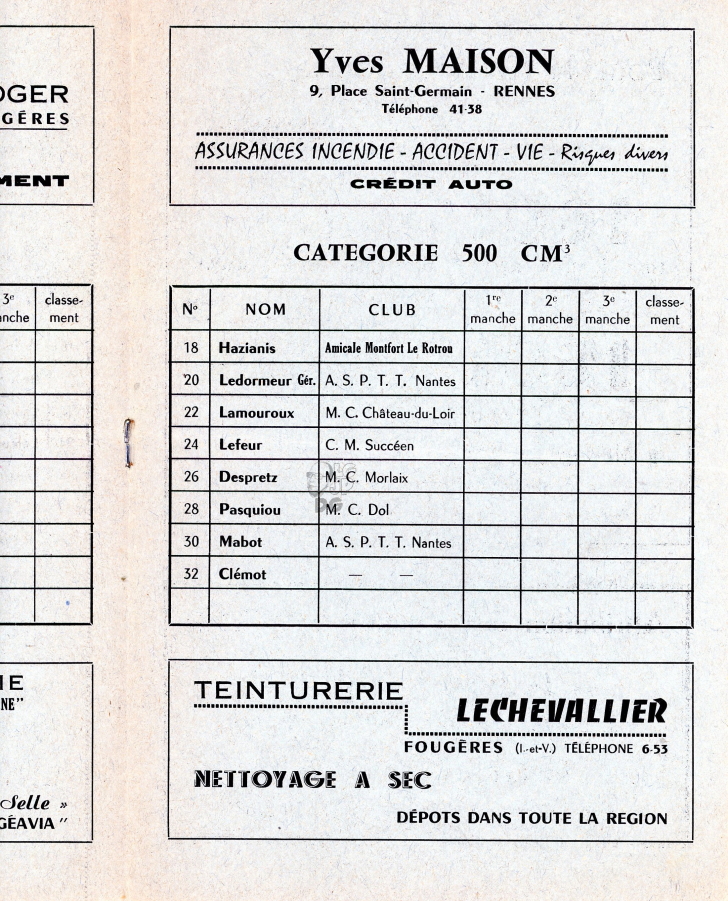 OGER
GÈRES
MENT
3e
manche
classe-
ment
IE
NE"
Selle »
GÉAVIA "
Yves MAISON
9, Place Saint-Germain - RENNES
Téléphone 41-38
ASSURANCES INCENDIE - ACCIDENT - VIE - Risques divers
CRÉDIT AUTO
CATEGORIE 500 CM³
N° NOM CLUB 1re manche 2e manche 3e manche classe-ment
18 Hazianis Amicale Montfort Le Rotrou
20 Ledormeur Gér. A. S. P. T. T. Nantes
22 Lamouroux M. C. Château-du-Loir
24 Lefeur C. M. Succéen
26 Despretz M. C. Morlaix
28 Pasquiou M. C. Dol
30 Mabot A. S. P. T. T. Nantes
32 Clémot — —
TEINTURERIE
LECHEVALLIER
FOUGÈRES (I.-et-V.) TÉLÉPHONE 6-53
NETTOYAGE A SEC
DÉPOTS DANS TOUTE LA REGION